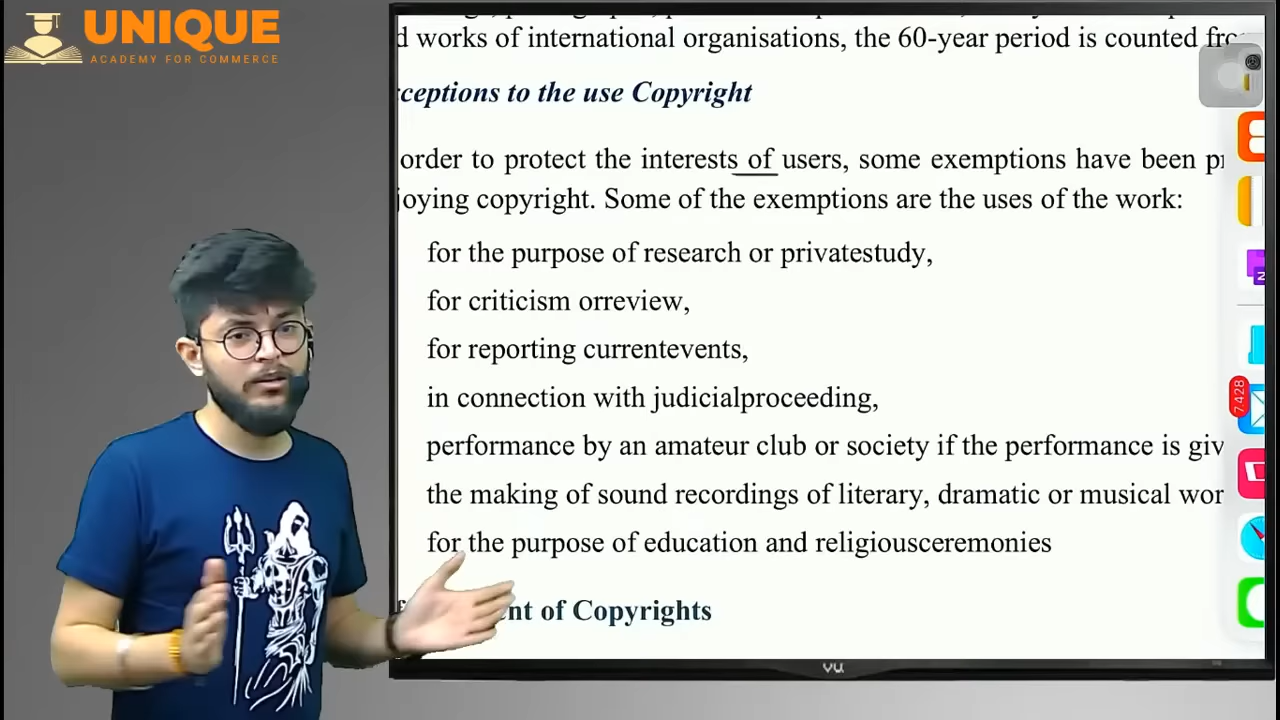 UNIQUE
ACADEMY FOR COMMERCE
d works of international organisations, the 60-year period is counted
ceptions to the use Copyright
order to protect the interests of users, some exemptions have been
joying copyright. Some of the exemptions are the uses of the work:
for the purpose of research or privatestudy,
for criticism orreview,
for reporting currentevents,
in connection with judicialproceeding,
performance by an amateur club or society if the performance is giv
the making of sound recordings of literary, dramatic or musical wor
for the purpose of education and religiousceremonies
nt of Copyrights
7.428
N
VU